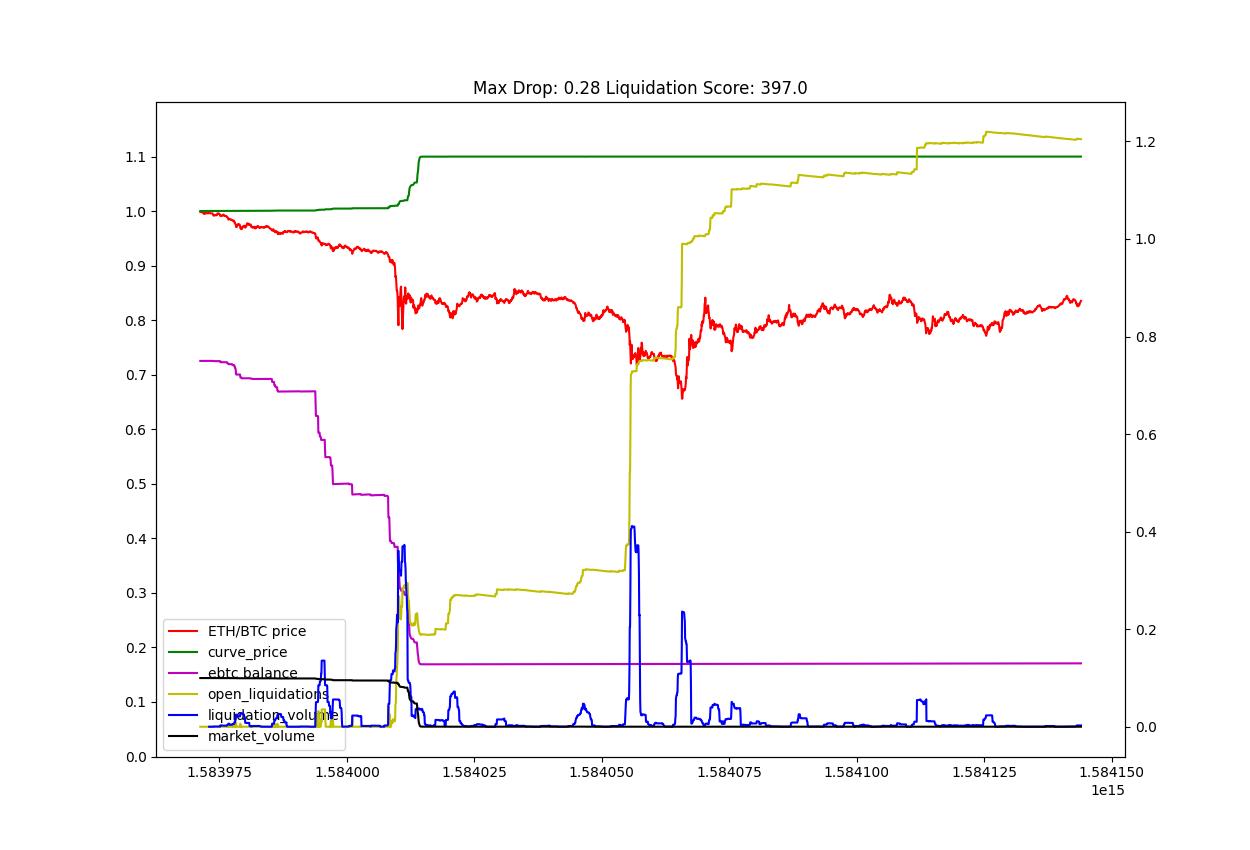 Max Drop: 0.28 Liquidation Score: 397.0
1.1
1.0
0.9
0.8
0.7
0.6
0.5
0.4
0.3
0.2
0.1
0.0
1.2
1.0
0.8
0.6
0.4
0.2
0.0
ETH/BTC price
curve_price
ebtc balance
open_liquidations
liquidation_volume
market_volume
1.583975 1.584000 1.584025 1.584050 1.584075 1.584100 1.584125 1.584150
1e15